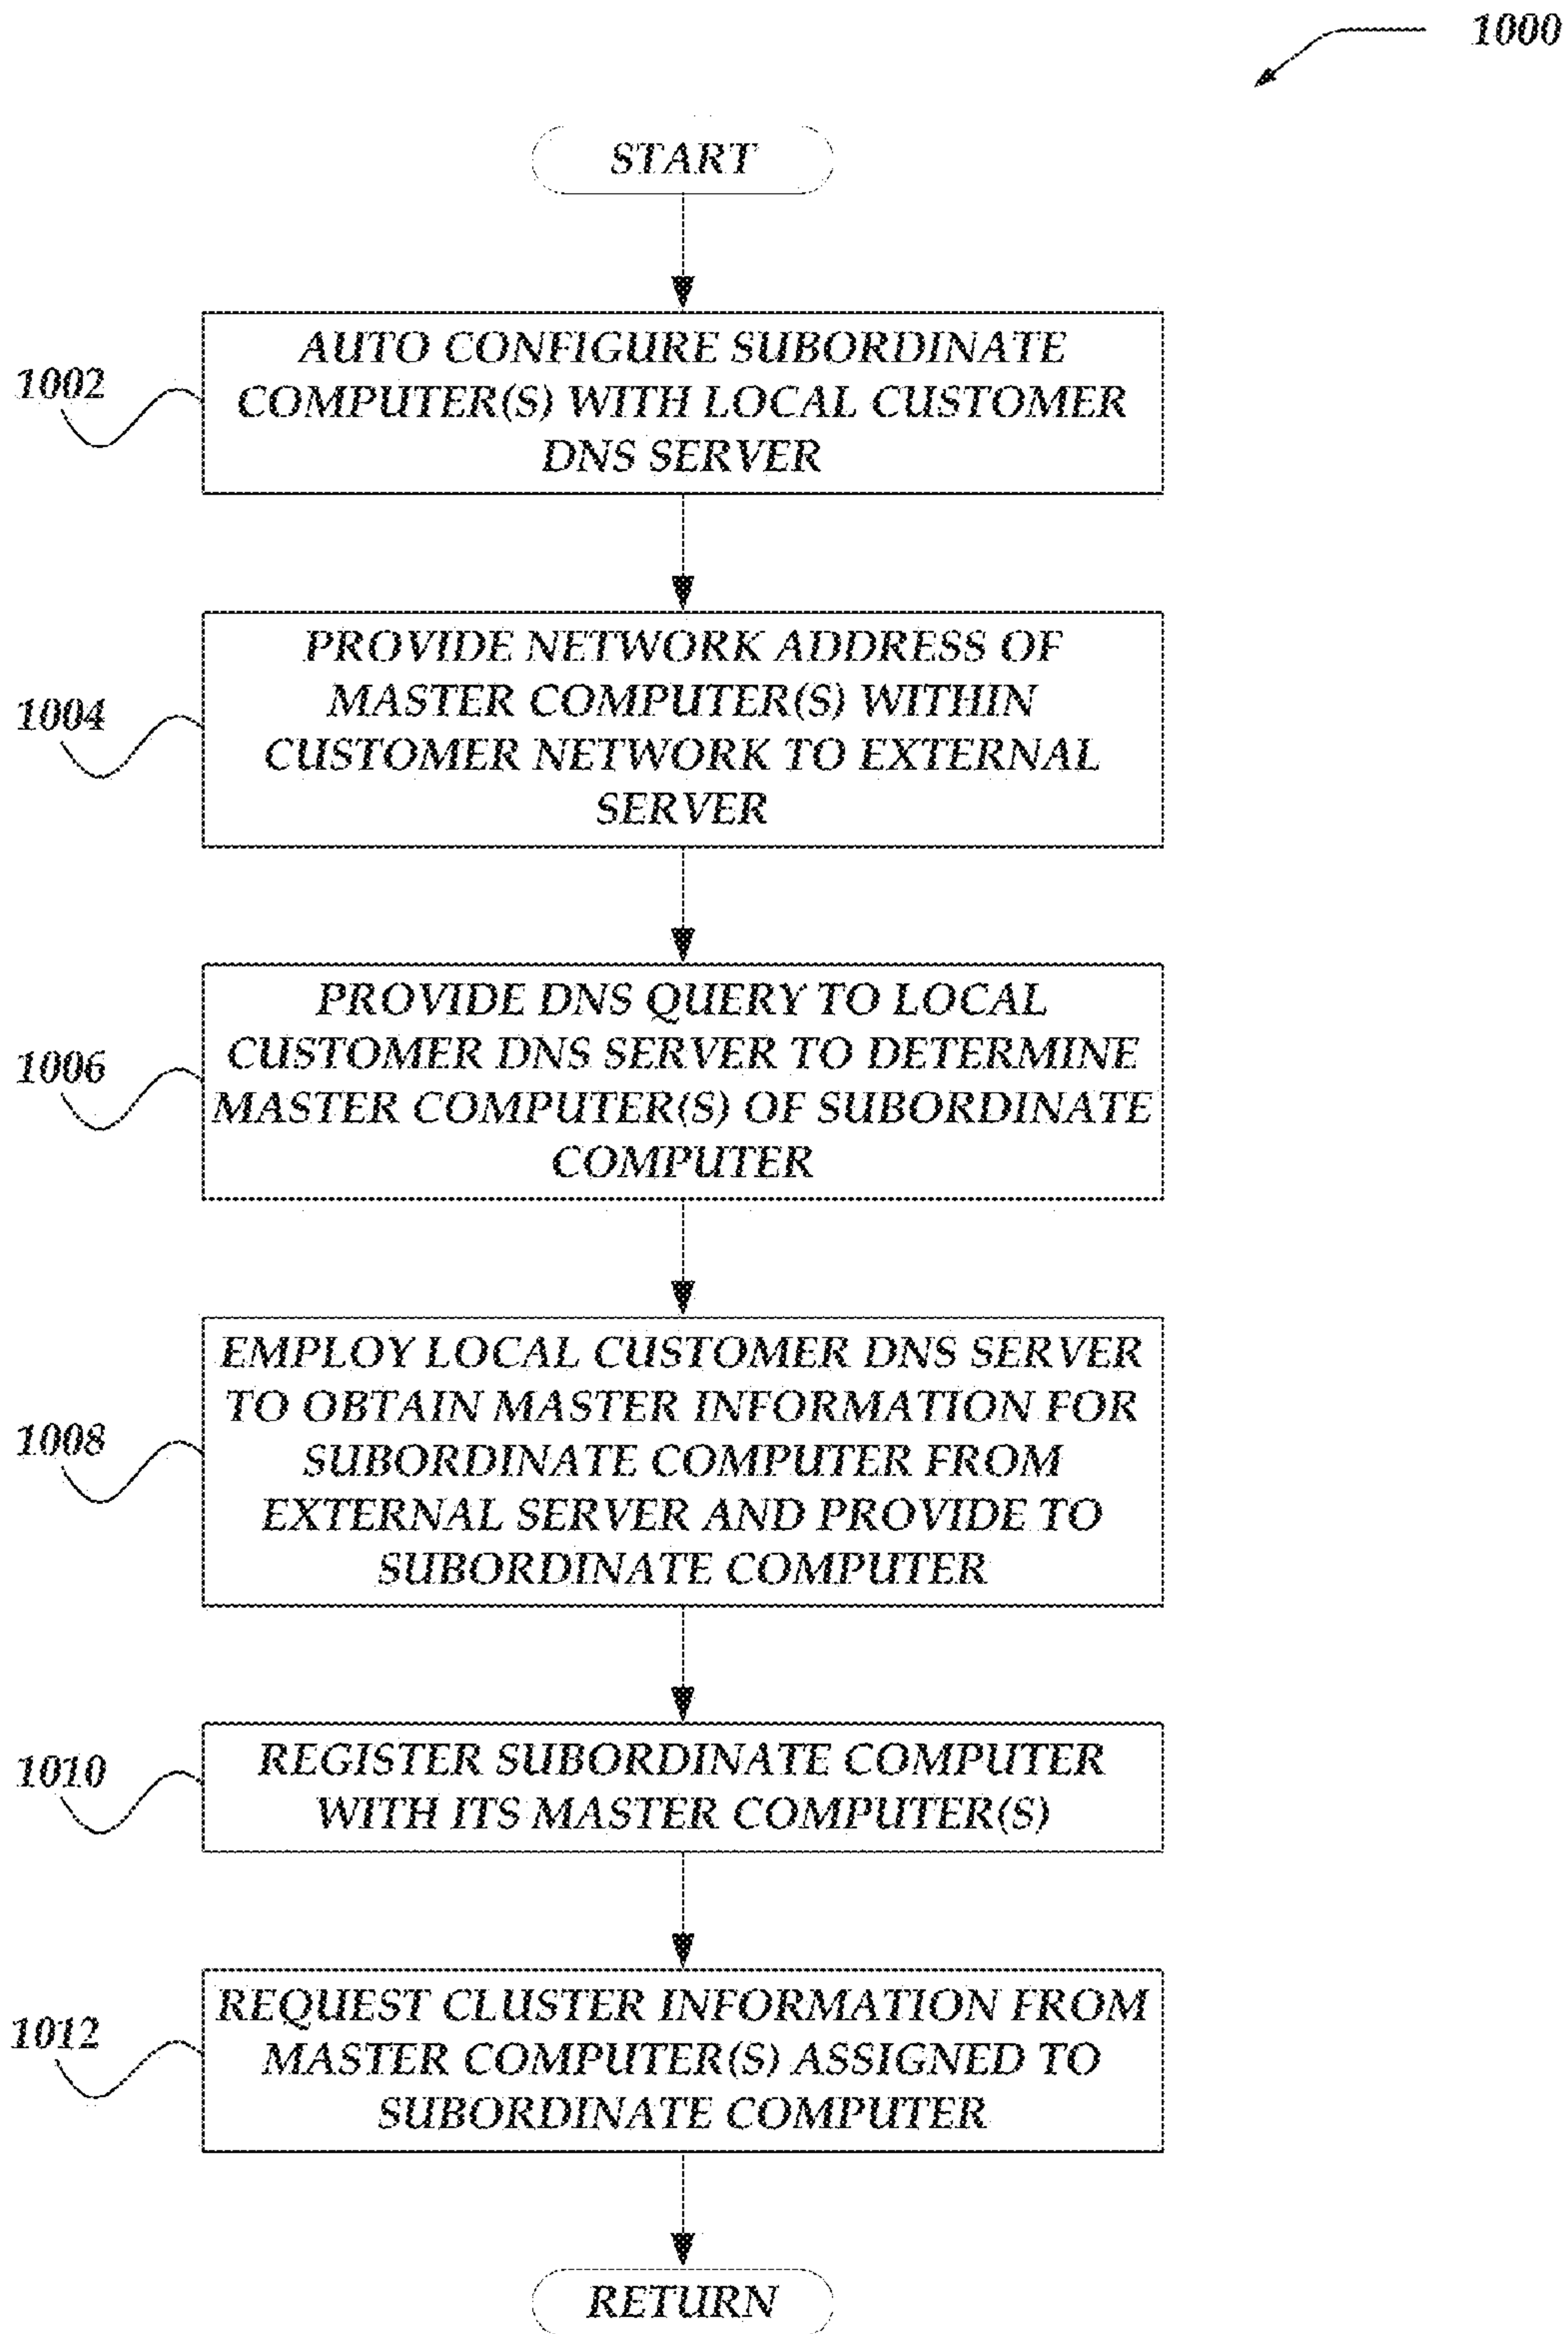 1000
START
1002
AUTO CONFIGURE SUBORDINATE
COMPUTER(S) WITH LOCAL CUSTOMER
DNS SERVER
1004
PROVIDE NETWORK ADDRESS OF
MASTER COMPUTER(S) WITHIN
CUSTOMER NETWORK TO EXTERNAL
SERVER
1006
PROVIDE DNS QUERY TO LOCAL
CUSTOMER DNS SERVER TO DETERMINE
MASTER COMPUTER(S) OF SUBORDINATE
COMPUTER
1008
EMPLOY LOCAL CUSTOMER DNS SERVER
TO OBTAIN MASTER INFORMATION FOR
SUBORDINATE COMPUTER FROM
EXTERNAL SERVER AND PROVIDE TO
SUBORDINATE COMPUTER
1010
REGISTER SUBORDINATE COMPUTER
WITH ITS MASTER COMPUTER(S)
1012
REQUEST CLUSTER INFORMATION FROM
MASTER COMPUTER(S) ASSIGNED TO
SUBORDINATE COMPUTER
RETURN